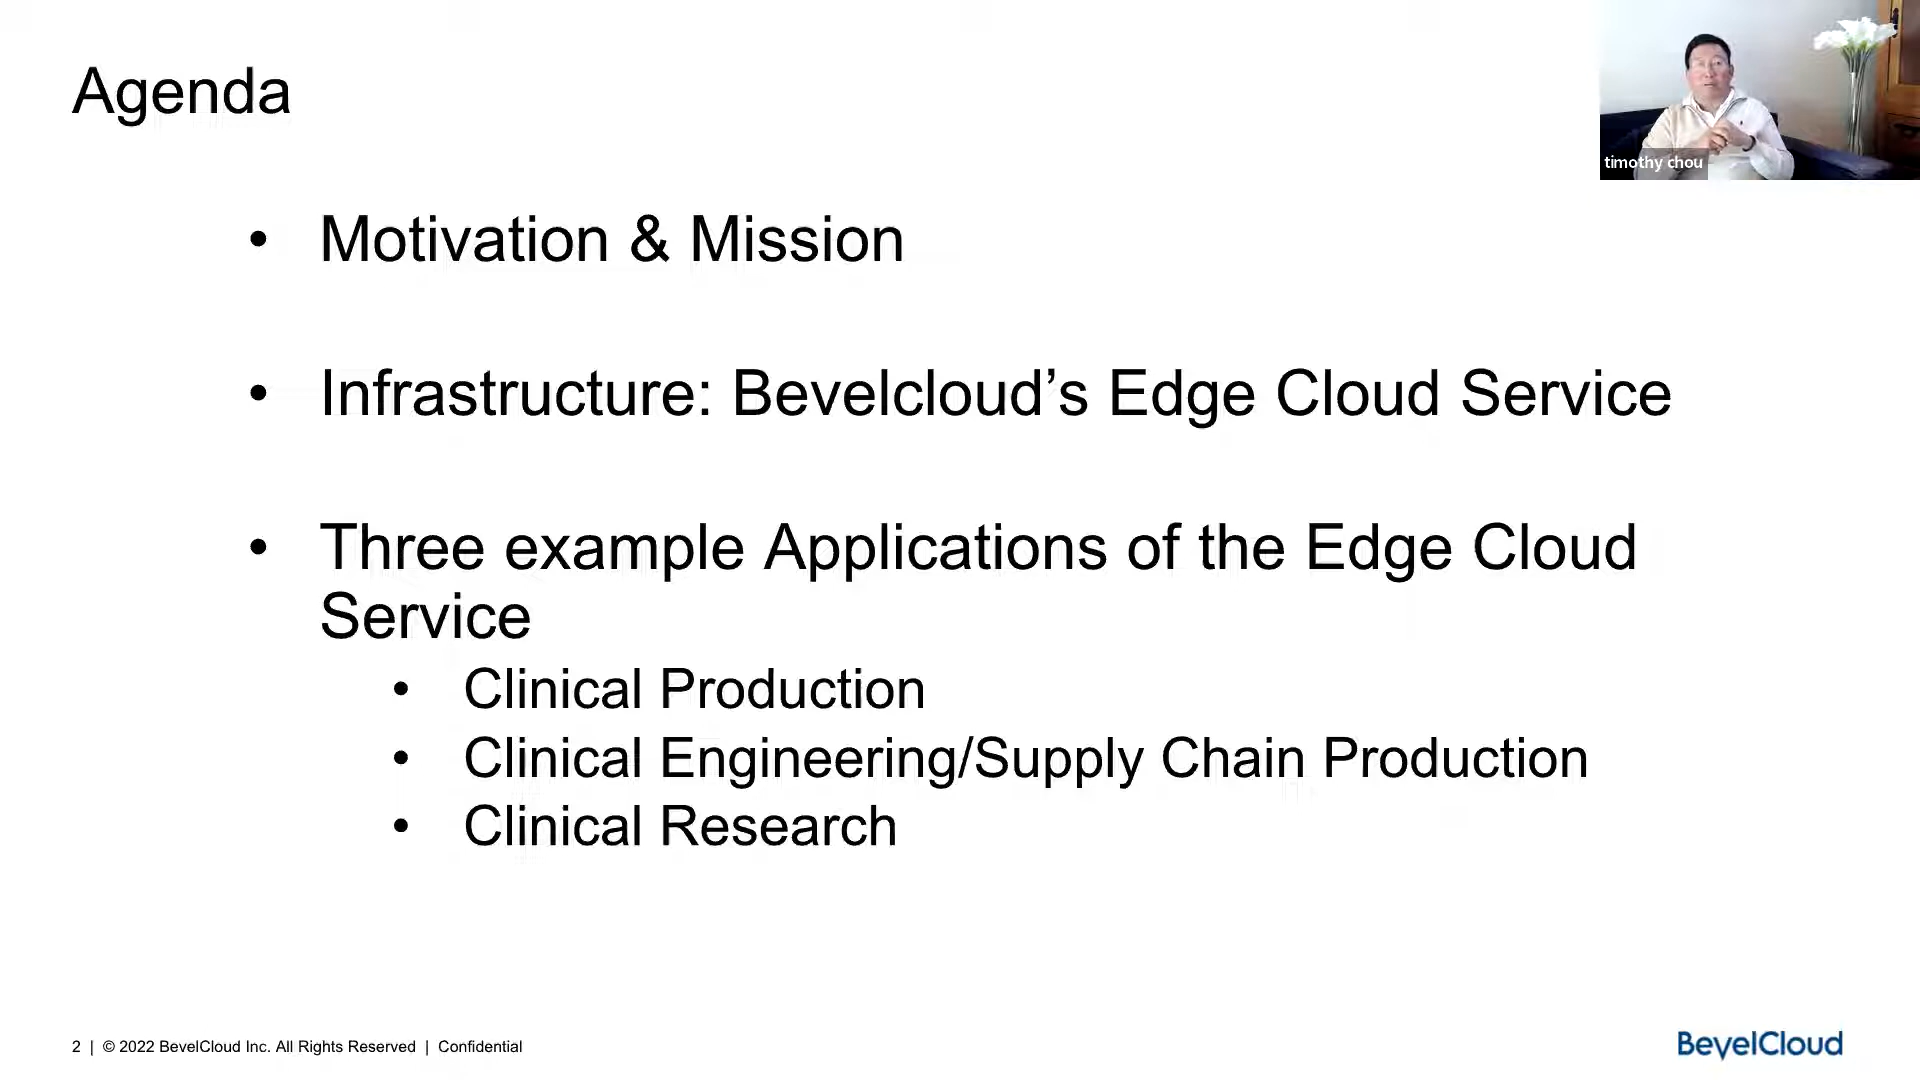 Agenda
timothy chou
• Motivation & Mission
• Infrastructure: Bevelcloud’s Edge Cloud Service
• Three example Applications of the Edge Cloud
Service
• Clinical Production
• Clinical Engineering/Supply Chain Production
• Clinical Research
2 | © 2022 BevelCloud Inc. All Rights Reserved | Confidential
BevelCloud